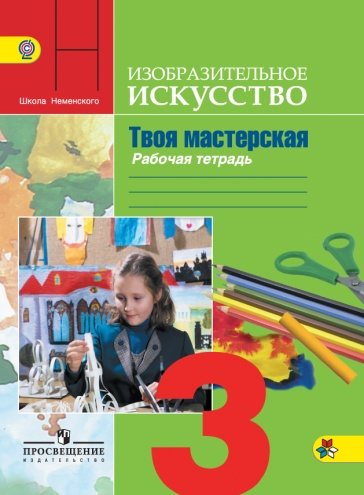 Школа Неменского
ИЗОБРАЗИТЕЛЬНОЕ
ИСКУССТВО
Твоя мастерская
Рабочая тетрадь
3
ПРОСВЕЩЕНИЕ
ИЗДАТЕЛЬСТВО